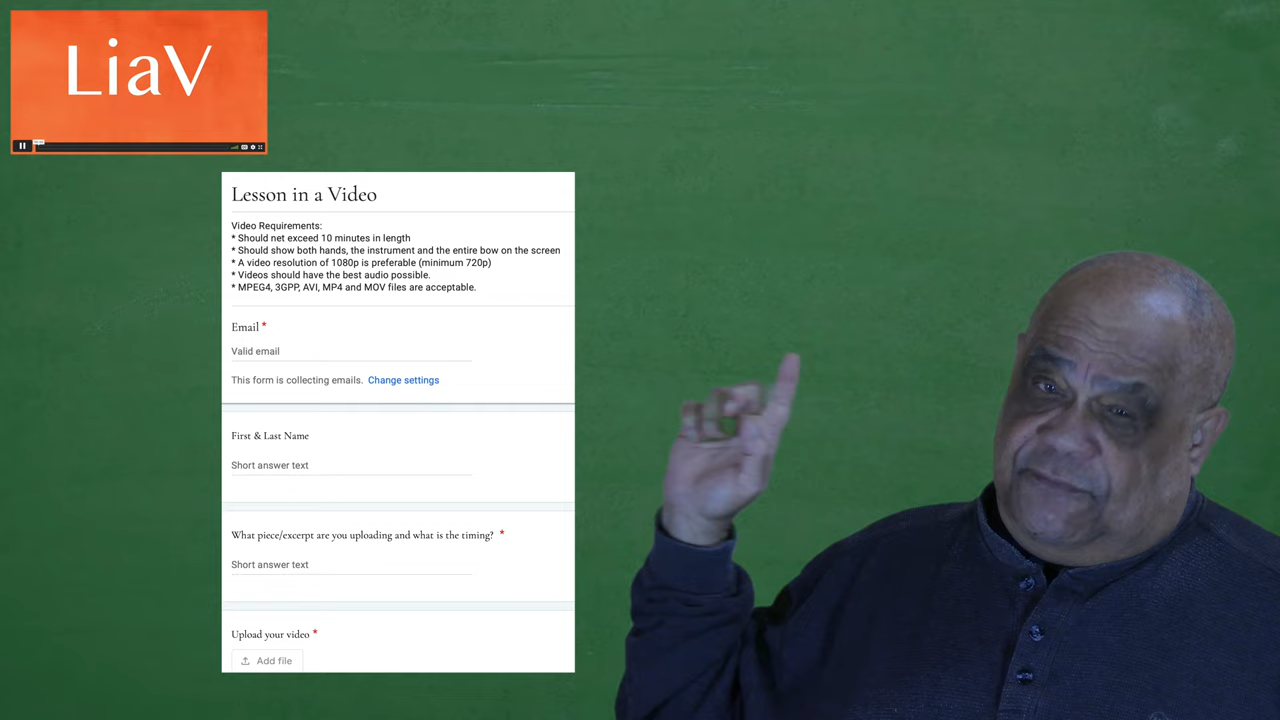 LiaV
Lesson in a Video
Video Requirements:
* Should net exceed 10 minutes in length
* Should show both hands, the instrument and the entire bow on the screen
* A video resolution of 1080p is preferable (minimum 720p)
* Videos should have the best audio possible.
* MPEG4, 3GPP, AVI, MP4 and MOV files are acceptable.
Email *
Valid email
This form is collecting emails. Change settings
First & Last Name
Short answer text
What piece/excerpt are you uploading and what is the timing? *
Short answer text
Upload your video *
Add file